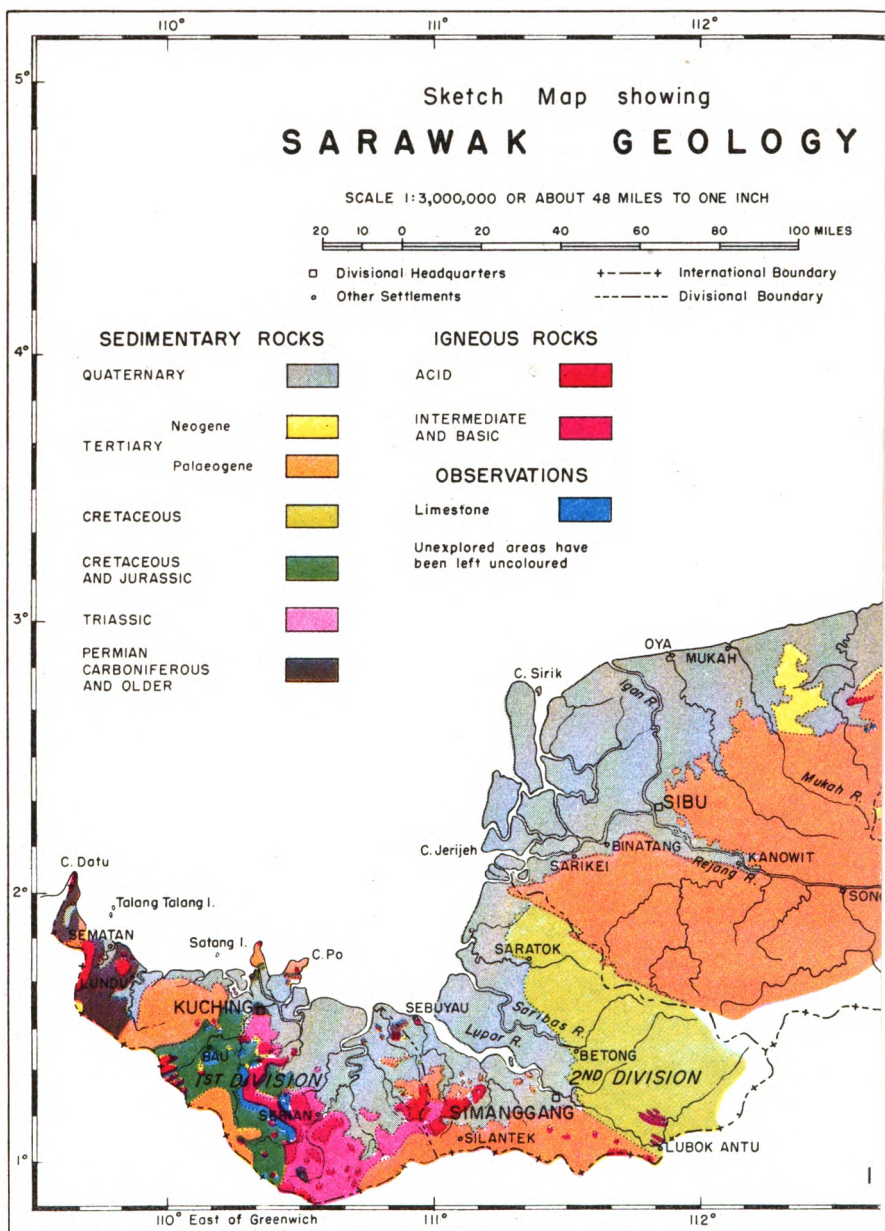 110° 111° 112°
5°
4°
3°
2°
1°
Sketch Map showing
SARAWAK GEOLOGY
SCALE 1:3,000,000 OR ABOUT 48 MILES TO ONE INCH
20 10 0 20 40 60 80 100 MILES
Divisional Headquarters
International Boundary
Other Settlements
Divisional Boundary
SEDIMENTARY ROCKS
QUATERNARY
Neogene
TERTIARY
Palaeogene
CRETACEOUS
CRETACEOUS
AND JURASSIC
TRIASSIC
PERMIAN
CARBONIFEROUS
AND OLDER
IGNEOUS ROCKS
ACID
INTERMEDIATE
AND BASIC
OBSERVATIONS
Limestone
Unexplored areas have
been left uncoloured
OYA
MUKAH
C. Sirik
Igan R.
Mukah R.
SIBU
C. Jerijeh
BINATANG
SARIKEI
KANOWIT
Rejang R.
SONG
C. Datu
Talang Talang I.
SEMATAN
Satang I.
C. Po
LUNDU
KUCHING
SEBUYAU
SARATOK
Saribas R.
Lupar R.
BETONG
BAU
1ST DIVISION
2ND DIVISION
SERIAN
SIMANGGANG
SILANTEK
LUBOK ANTU
I
110° East of Greenwich 111° 112°